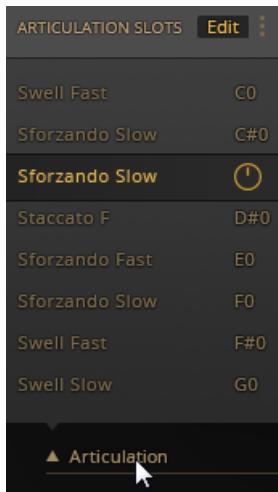 ARTICULATION SLOTS Edit
Swell Fast C0
Sforzando Slow C#0
Sforzando Slow
Staccato F D#0
Sforzando Fast E0
Sforzando Slow F0
Swell Fast F#0
Swell Slow G0
Articulation